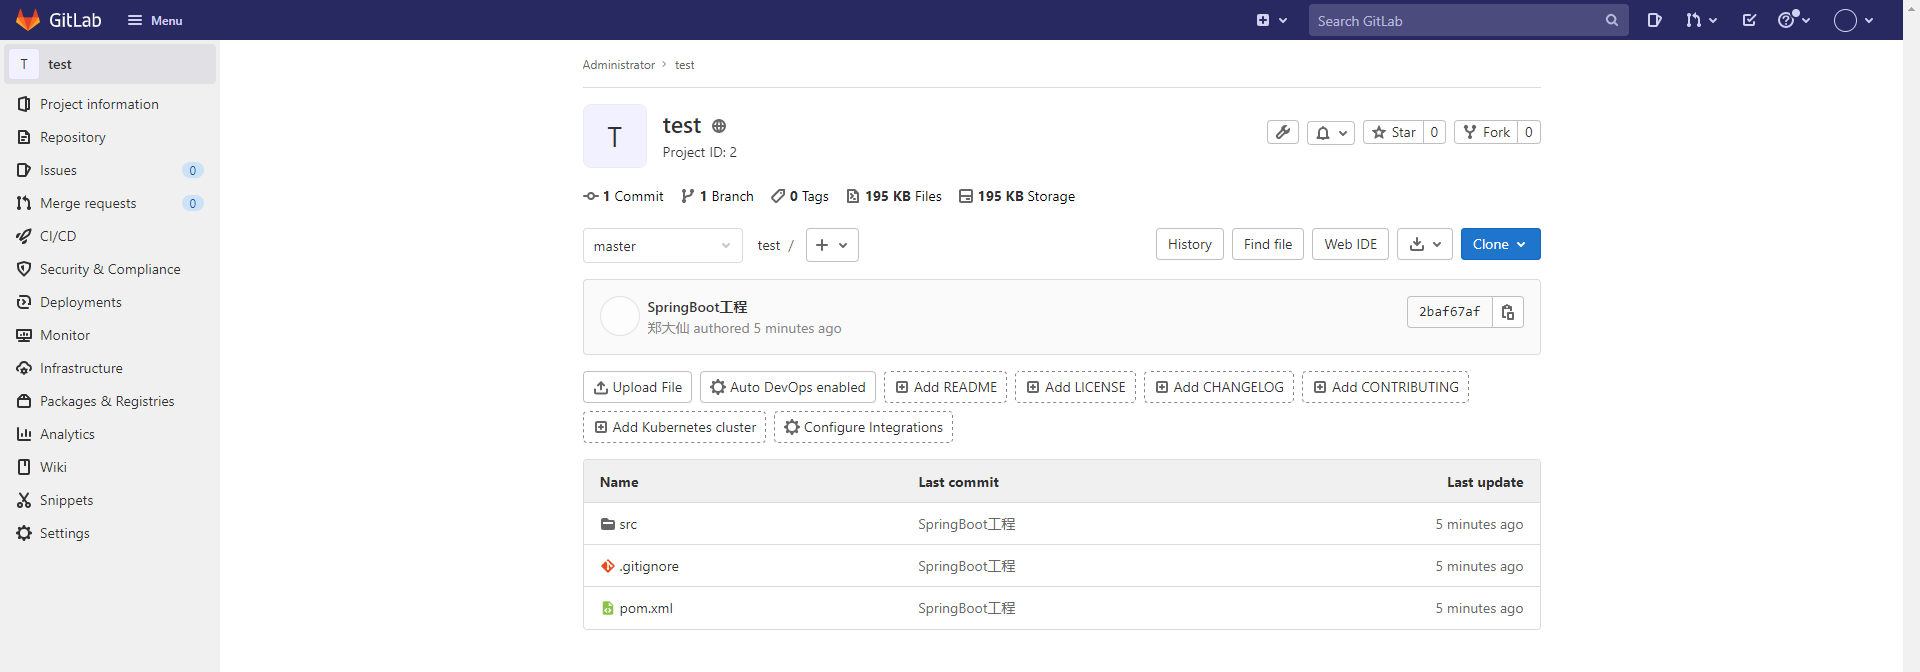 GitLab Menu Search GitLab
T test
Project information
Repository
Issues 0
Merge requests 0
CI/CD
Security & Compliance
Deployments
Monitor
Infrastructure
Packages & Registries
Analytics
Wiki
Snippets
Settings
Administrator > test
T
test
Project ID: 2
Star 0 Fork 0
1 Commit 1 Branch 0 Tags 195 KB Files 195 KB Storage
master test / + History Find file Web IDE Clone
SpringBoot工程
郑大仙 authored 5 minutes ago
2baf67af
Upload File Auto DevOps enabled Add README Add LICENSE Add CHANGELOG Add CONTRIBUTING
Add Kubernetes cluster Configure Integrations
Name Last commit Last update
src SpringBoot工程 5 minutes ago
.gitignore SpringBoot工程 5 minutes ago
pom.xml SpringBoot工程 5 minutes ago